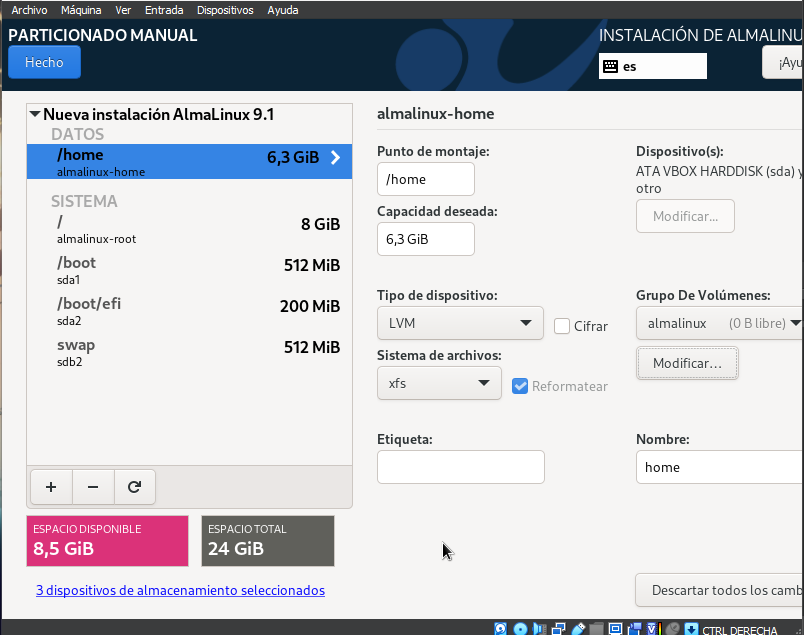 Archivo Máquina Ver Entrada Dispositivos Ayuda
PARTICIONADO MANUAL
INSTALACIÓN DE ALMALINU
Hecho
es
¡Ayu
Nueva instalación AlmaLinux 9.1
DATOS
/home 6,3 GiB
almalinux-home
SISTEMA
/ 8 GiB
almalinux-root
/boot 512 MiB
sda1
/boot/efi 200 MiB
sda2
swap 512 MiB
sdb2
+ −
ESPACIO DISPONIBLE
8,5 GiB
ESPACIO TOTAL
24 GiB
3 dispositivos de almacenamiento seleccionados
almalinux-home
Punto de montaje:
/home
Capacidad deseada:
6,3 GiB
Dispositivo(s):
ATA VBOX HARDDISK (sda) y
otro
Modificar...
Tipo de dispositivo:
LVM
Cifrar
Grupo De Volúmenes:
almalinux (0 B libre)
Modificar...
Sistema de archivos:
xfs
Reformatear
Etiqueta:
Nombre:
home
Descartar todos los camb
CTRL DERECHA